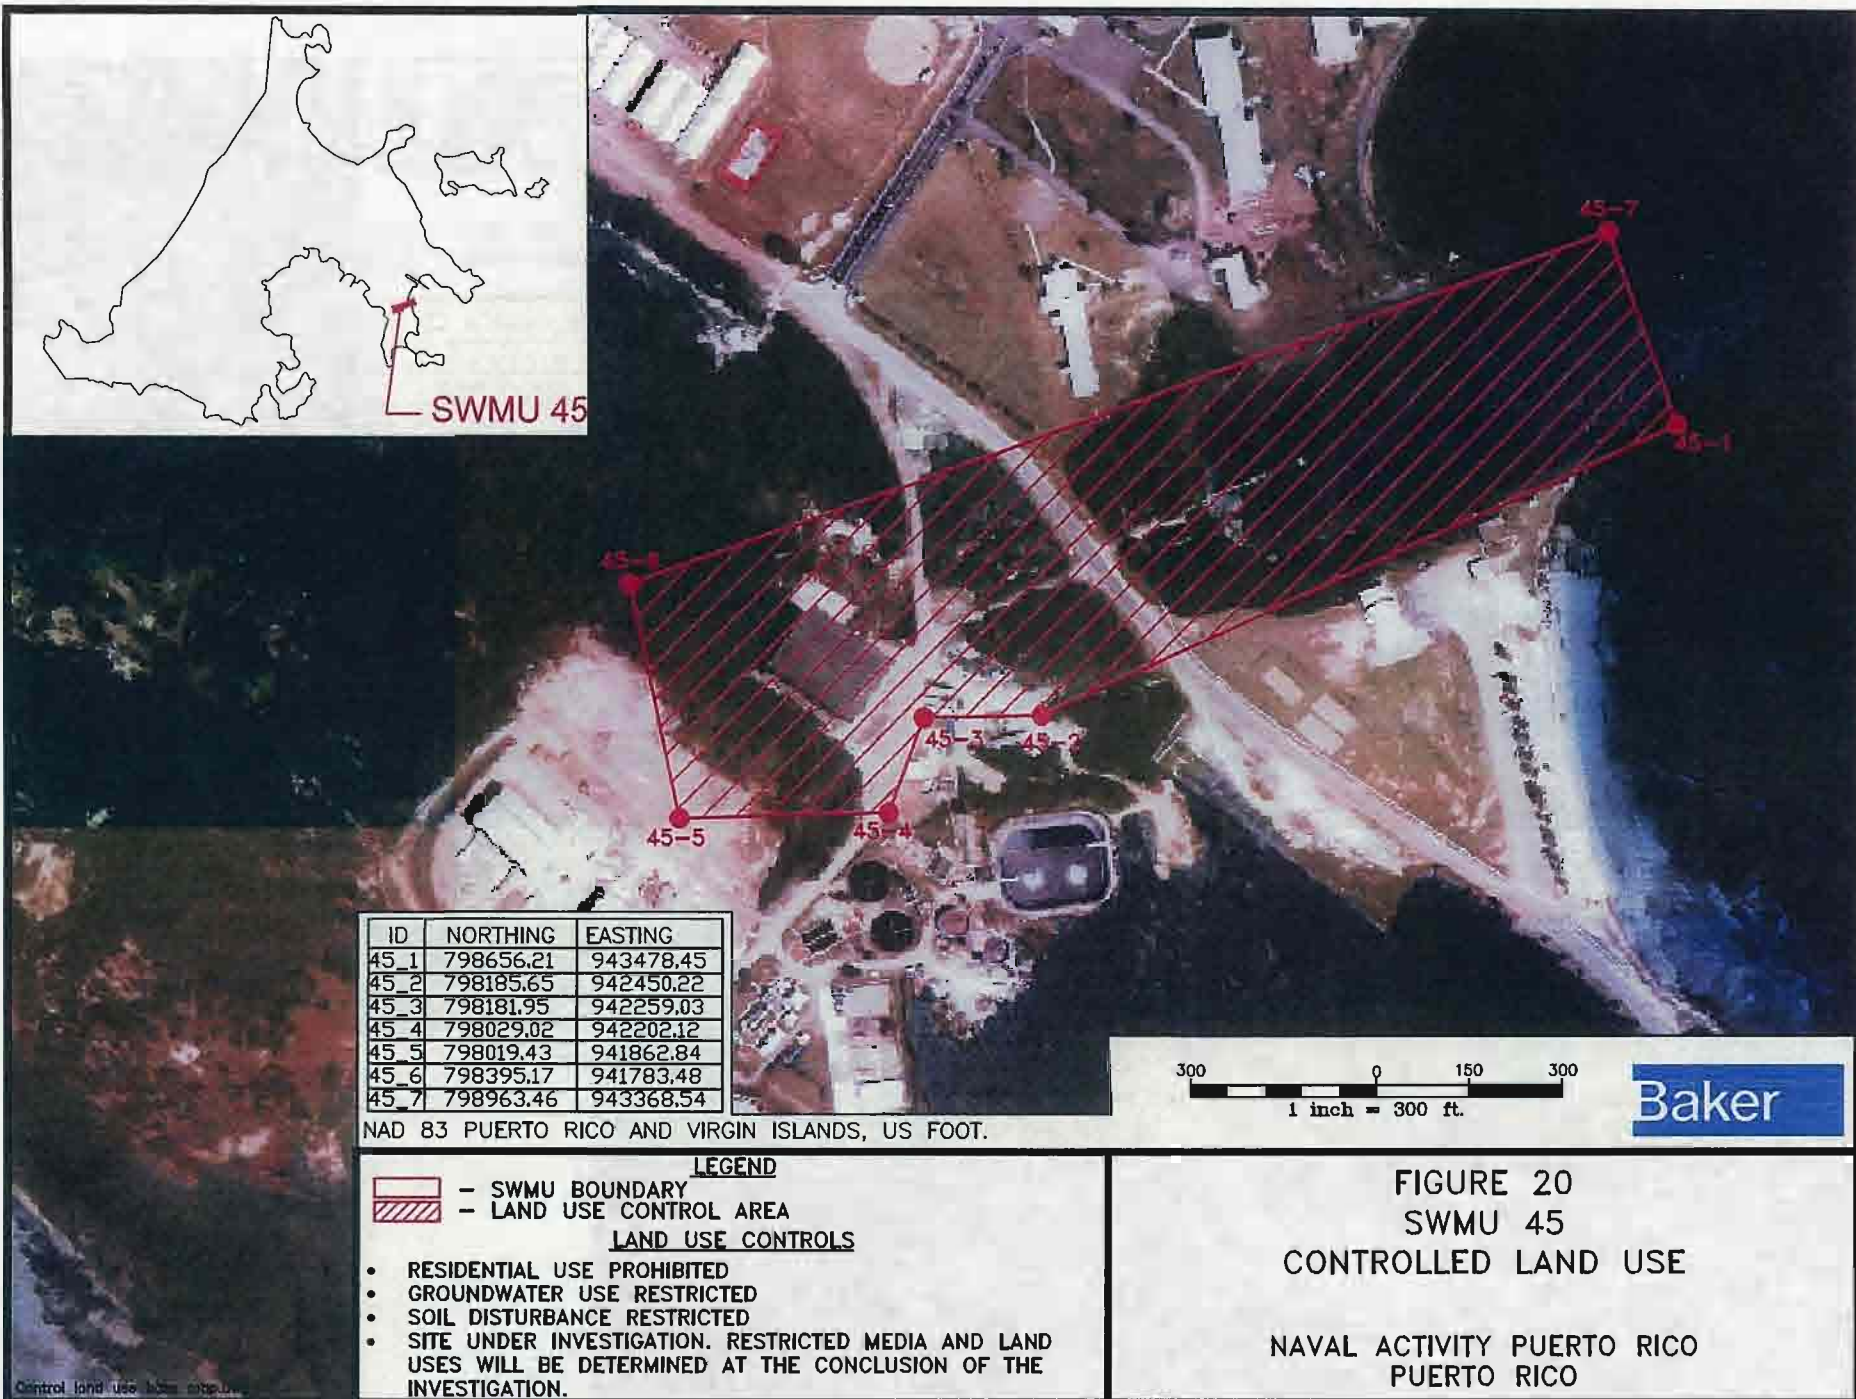 SWMU 45
45-7
45-1
45-6
45-3
45-2
45-5
45-4
ID NORTHING EASTING
45_1 798656.21 943478.45
45_2 798185.65 942450.22
45_3 798181.95 942259.03
45_4 798029.02 942202.12
45_5 798019.43 941862.84
45_6 798395.17 941783.48
45_7 798963.46 943368.54
NAD 83 PUERTO RICO AND VIRGIN ISLANDS, US FOOT.
300 0 150 300
1 inch = 300 ft.
Baker
LEGEND
- SWMU BOUNDARY
- LAND USE CONTROL AREA
LAND USE CONTROLS
• RESIDENTIAL USE PROHIBITED
• GROUNDWATER USE RESTRICTED
• SOIL DISTURBANCE RESTRICTED
• SITE UNDER INVESTIGATION. RESTRICTED MEDIA AND LAND
USES WILL BE DETERMINED AT THE CONCLUSION OF THE
INVESTIGATION.
FIGURE 20
SWMU 45
CONTROLLED LAND USE
NAVAL ACTIVITY PUERTO RICO
PUERTO RICO
Control land use